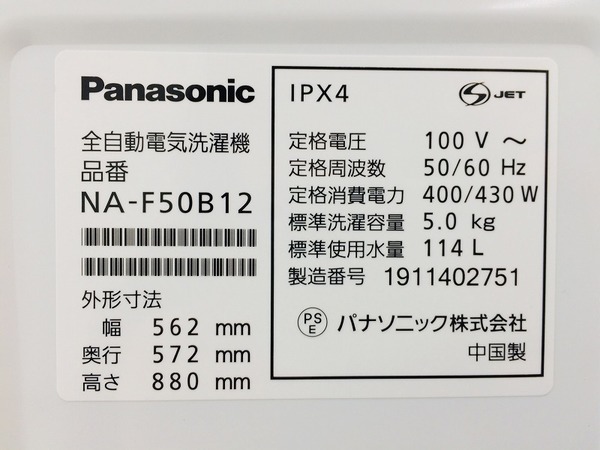 Panasonic
全自動電気洗濯機
品番
NA-F50B12
外形寸法
幅 562 mm
奥行 572 mm
高さ 880 mm
IPX4
S JET
定格電圧 100 V ～
定格周波数 50/60 Hz
定格消費電力 400/430 W
標準洗濯容量 5.0 kg
標準使用水量 114 L
製造番号 1911402751
PS
E
パナソニック株式会社
中国製